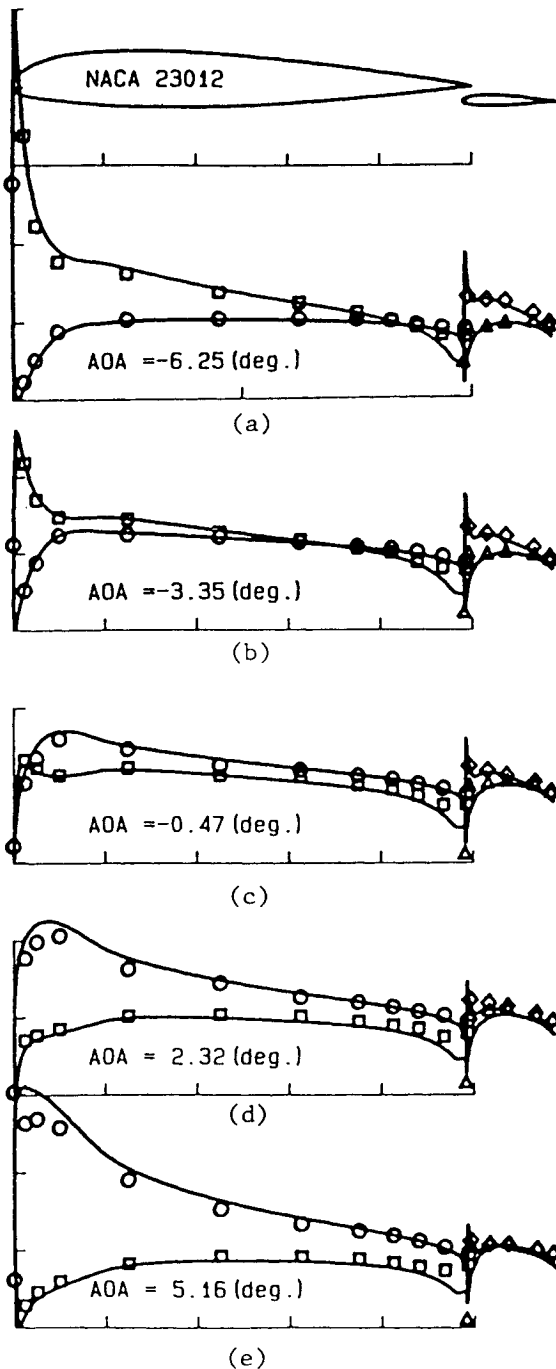 NACA 23012
AOA =-6.25(deg.)
(a)
AOA =-3.35(deg.)
(b)
AOA =-0.47(deg.)
(c)
AOA = 2.32(deg.)
(d)
AOA = 5.16(deg.)
(e)